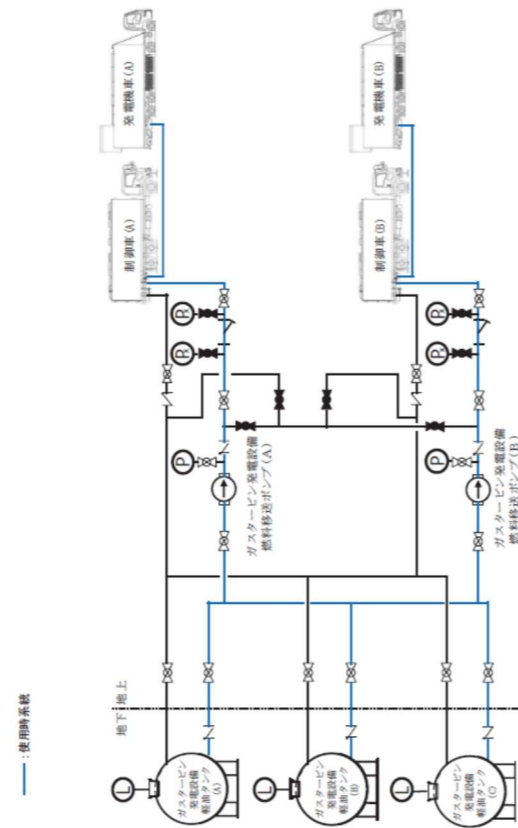 発電機車(A)
発電機車(B)
制御車(A)
制御車(B)
P
P
P
P
P
P
ガスタービン発電設備
燃料移送ポンプ(A)
ガスタービン発電設備
燃料移送ポンプ(B)
:使用時系統
地下
地上
L
ガスタービン
発電設備
軽油タンク
(A)
L
ガスタービン
発電設備
軽油タンク
(B)
L
ガスタービン
発電設備
軽油タンク
(C)